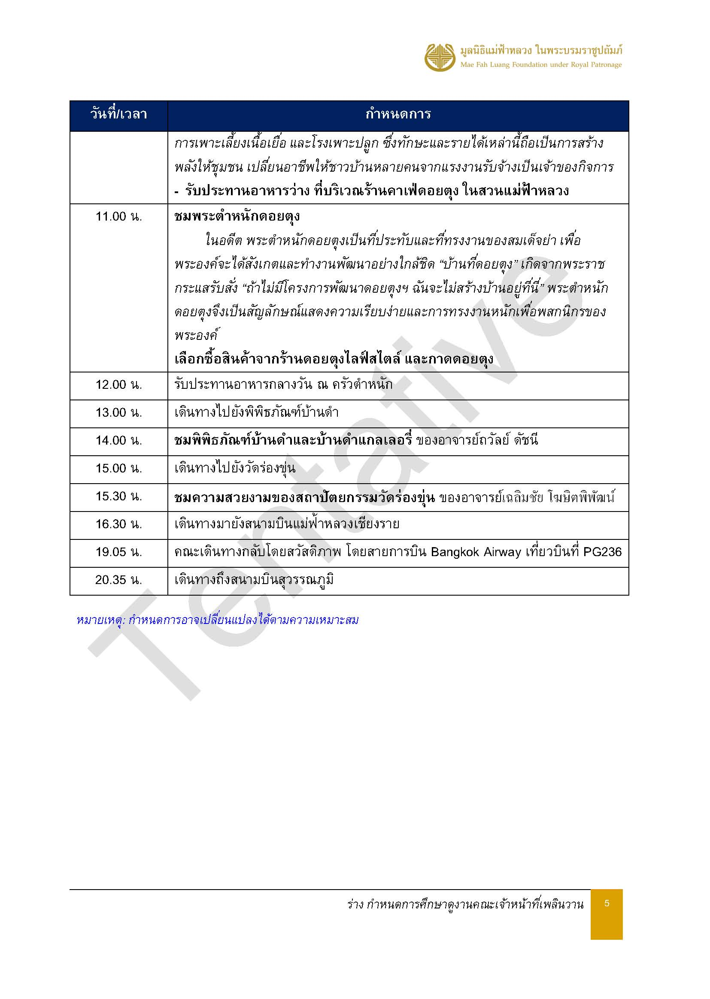 มูลนิธิแม่ฟ้าหลวง ในพระบรมราชูปถัมภ์
Mae Fah Luang Foundation under Royal Patronage
วันที่/เวลา กำหนดการ
การเพาะเลี้ยงเนื้อเยื่อ และโรงเพาะปลูก ซึ่งทักษะและรายได้เหล่านี้ถือเป็นการสร้าง
พลังให้ชุมชน เปลี่ยนอาชีพให้ชาวบ้านหลายคนจากแรงงานรับจ้างเป็นเจ้าของกิจการ
- รับประทานอาหารว่าง ที่บริเวณร้านคาเฟ่ดอยตุง ในสวนแม่ฟ้าหลวง
11.00 น. ชมพระตำหนักดอยตุง
ในอดีต พระตำหนักดอยตุงเป็นที่ประทับและที่ทรงงานของสมเด็จย่า เพื่อ
พระองค์จะได้สังเกตและทำงานพัฒนาอย่างใกล้ชิด “บ้านที่ดอยตุง” เกิดจากพระราช
กระแสรับสั่ง “ถ้าไม่มีโครงการพัฒนาดอยตุงฯ ฉันจะไม่สร้างบ้านอยู่ที่นี่” พระตำหนัก
ดอยตุงจึงเป็นสัญลักษณ์แสดงความเรียบง่ายและการทรงงานหนักเพื่อพสกนิกรของ
พระองค์
เลือกซื้อสินค้าจากร้านดอยตุงไลฟ์สไตล์ และกาดดอยตุง
12.00 น. รับประทานอาหารกลางวัน ณ ครัวตำหนัก
13.00 น. เดินทางไปยังพิพิธภัณฑ์บ้านดำ
14.00 น. ชมพิพิธภัณฑ์บ้านดำและบ้านดำแกลเลอรี่ ของอาจารย์ถวัลย์ ดัชนี
15.00 น. เดินทางไปยังวัดร่องขุ่น
15.30 น. ชมความสวยงามของสถาปัตยกรรมวัดร่องขุ่น ของอาจารย์เฉลิมชัย โฆษิตพิพัฒน์
16.30 น. เดินทางมายังสนามบินแม่ฟ้าหลวงเชียงราย
19.05 น. คณะเดินทางกลับโดยสวัสดิภาพ โดยสายการบิน Bangkok Airway เที่ยวบินที่ PG236
20.35 น. เดินทางถึงสนามบินสุวรรณภูมิ
หมายเหตุ: กำหนดการอาจเปลี่ยนแปลงได้ตามความเหมาะสม
Tentative
ร่าง กำหนดการศึกษาดูงานคณะเจ้าหน้าที่เพลินวาน 5